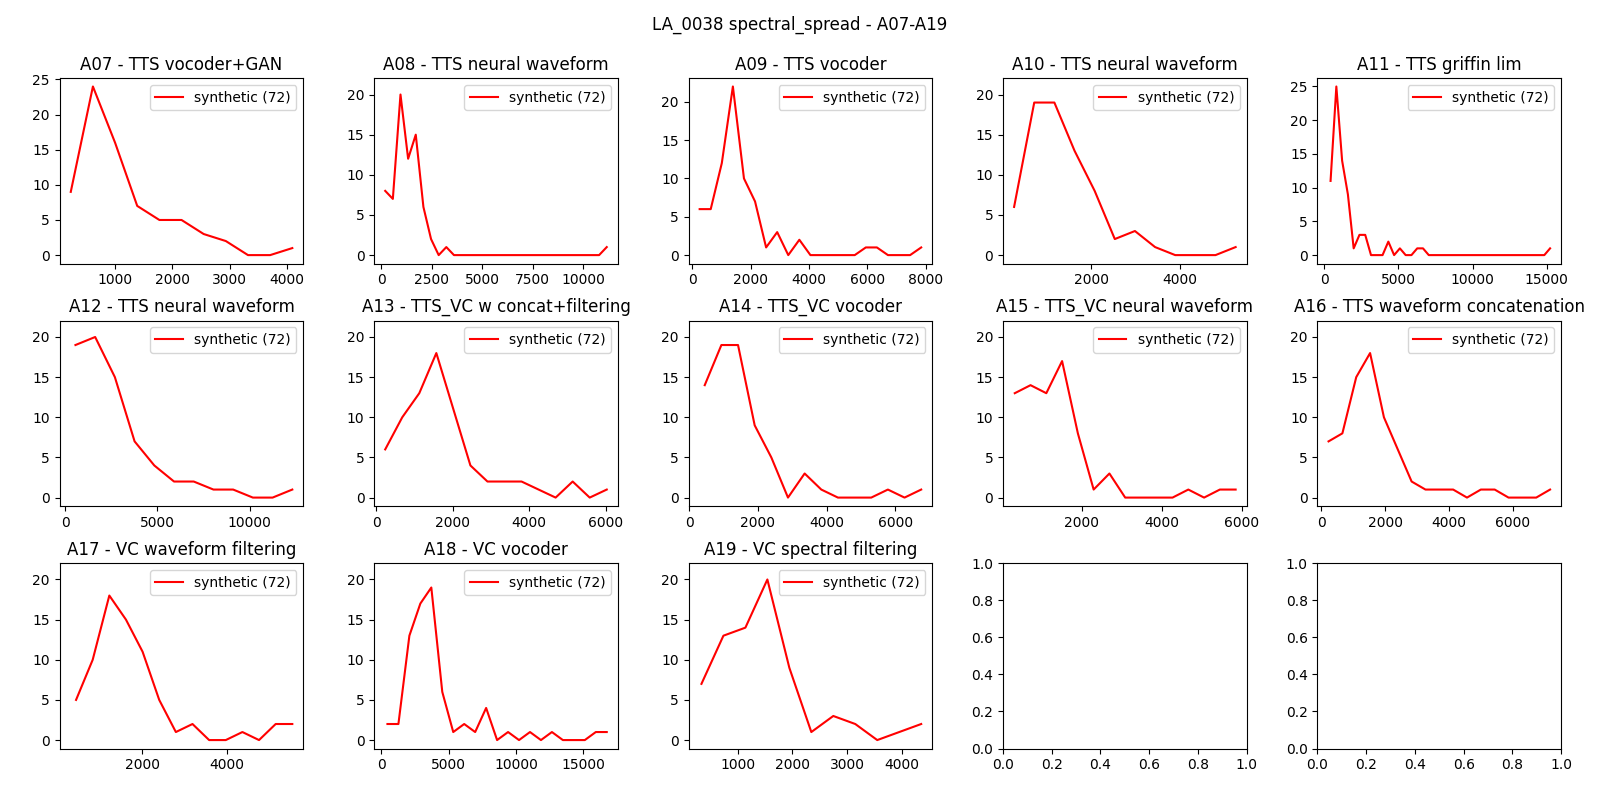 LA_0038 spectral_spread - A07-A19
A07 - TTS vocoder+GAN
synthetic (72)
25
20
15
10
5
0
1000 2000 3000 4000
A08 - TTS neural waveform
synthetic (72)
20
15
10
5
0
0 2500 5000 7500 10000
A09 - TTS vocoder
synthetic (72)
20
15
10
5
0
0 2000 4000 6000 8000
A10 - TTS neural waveform
synthetic (72)
20
15
10
5
0
2000 4000
A11 - TTS griffin lim
synthetic (72)
25
20
15
10
5
0
0 5000 10000 15000
A12 - TTS neural waveform
synthetic (72)
20
15
10
5
0
0 5000 10000
A13 - TTS_VC w concat+filtering
synthetic (72)
20
15
10
5
0
0 2000 4000 6000
A14 - TTS_VC vocoder
synthetic (72)
20
15
10
5
0
0 2000 4000 6000
A15 - TTS_VC neural waveform
synthetic (72)
20
15
10
5
0
2000 4000 6000
A16 - TTS waveform concatenation
synthetic (72)
20
15
10
5
0
0 2000 4000 6000
A17 - VC waveform filtering
synthetic (72)
20
15
10
5
0
2000 4000
A18 - VC vocoder
synthetic (72)
20
15
10
5
0
0 5000 10000 15000
A19 - VC spectral filtering
synthetic (72)
20
15
10
5
0
1000 2000 3000 4000
1.0
0.8
0.6
0.4
0.2
0.0
0.0 0.2 0.4 0.6 0.8 1.0
1.0
0.8
0.6
0.4
0.2
0.0
0.0 0.2 0.4 0.6 0.8 1.0